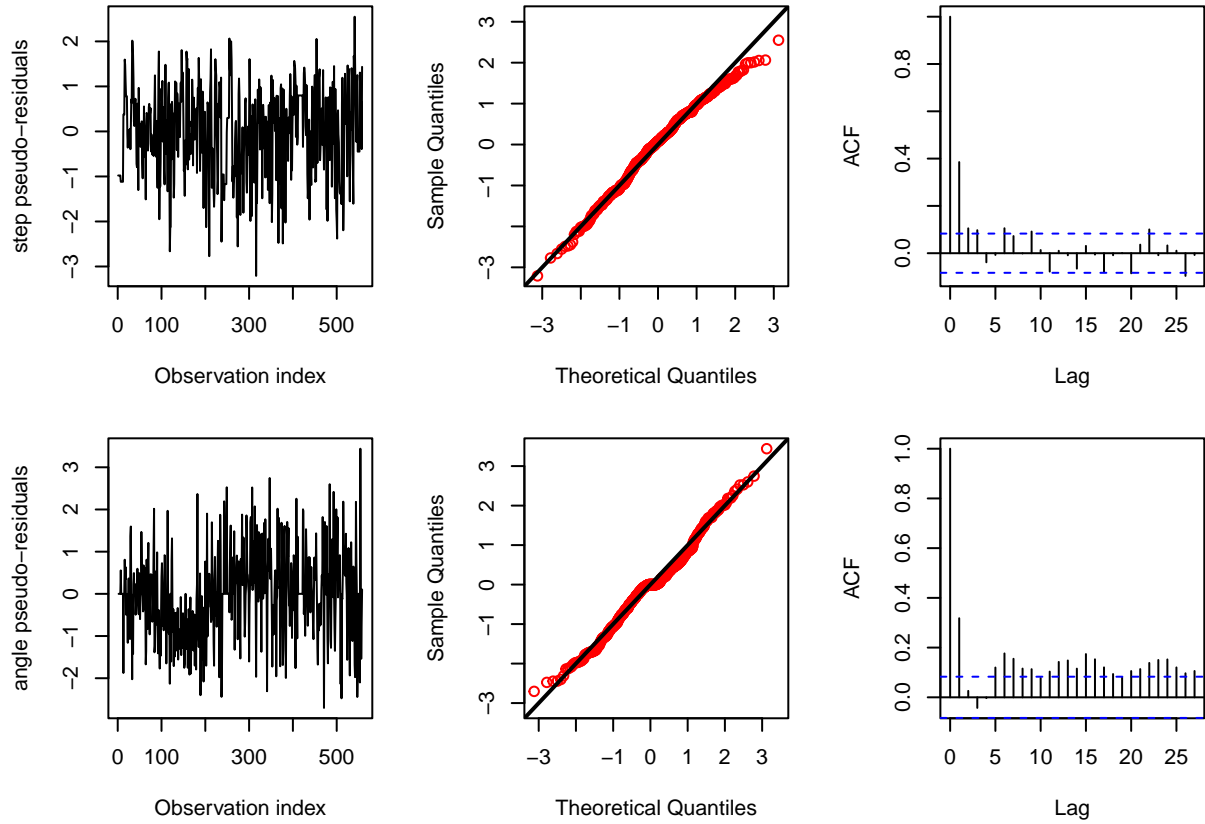 step pseudo-residuals
2
1
0
-1
-2
-3
0 100 300 500
Observation index
Sample Quantiles
3
2
1
0
-1
-3
-3 -1 0 1 2 3
Theoretical Quantiles
ACF
0.8
0.4
0.0
0 5 10 15 20 25
Lag
angle pseudo-residuals
3
2
1
0
-1
-2
0 100 300 500
Observation index
Sample Quantiles
3
2
1
0
-1
-3
-3 -2 -1 0 1 2 3
Theoretical Quantiles
ACF
1.0
0.8
0.6
0.4
0.2
0.0
0 5 10 15 20 25
Lag